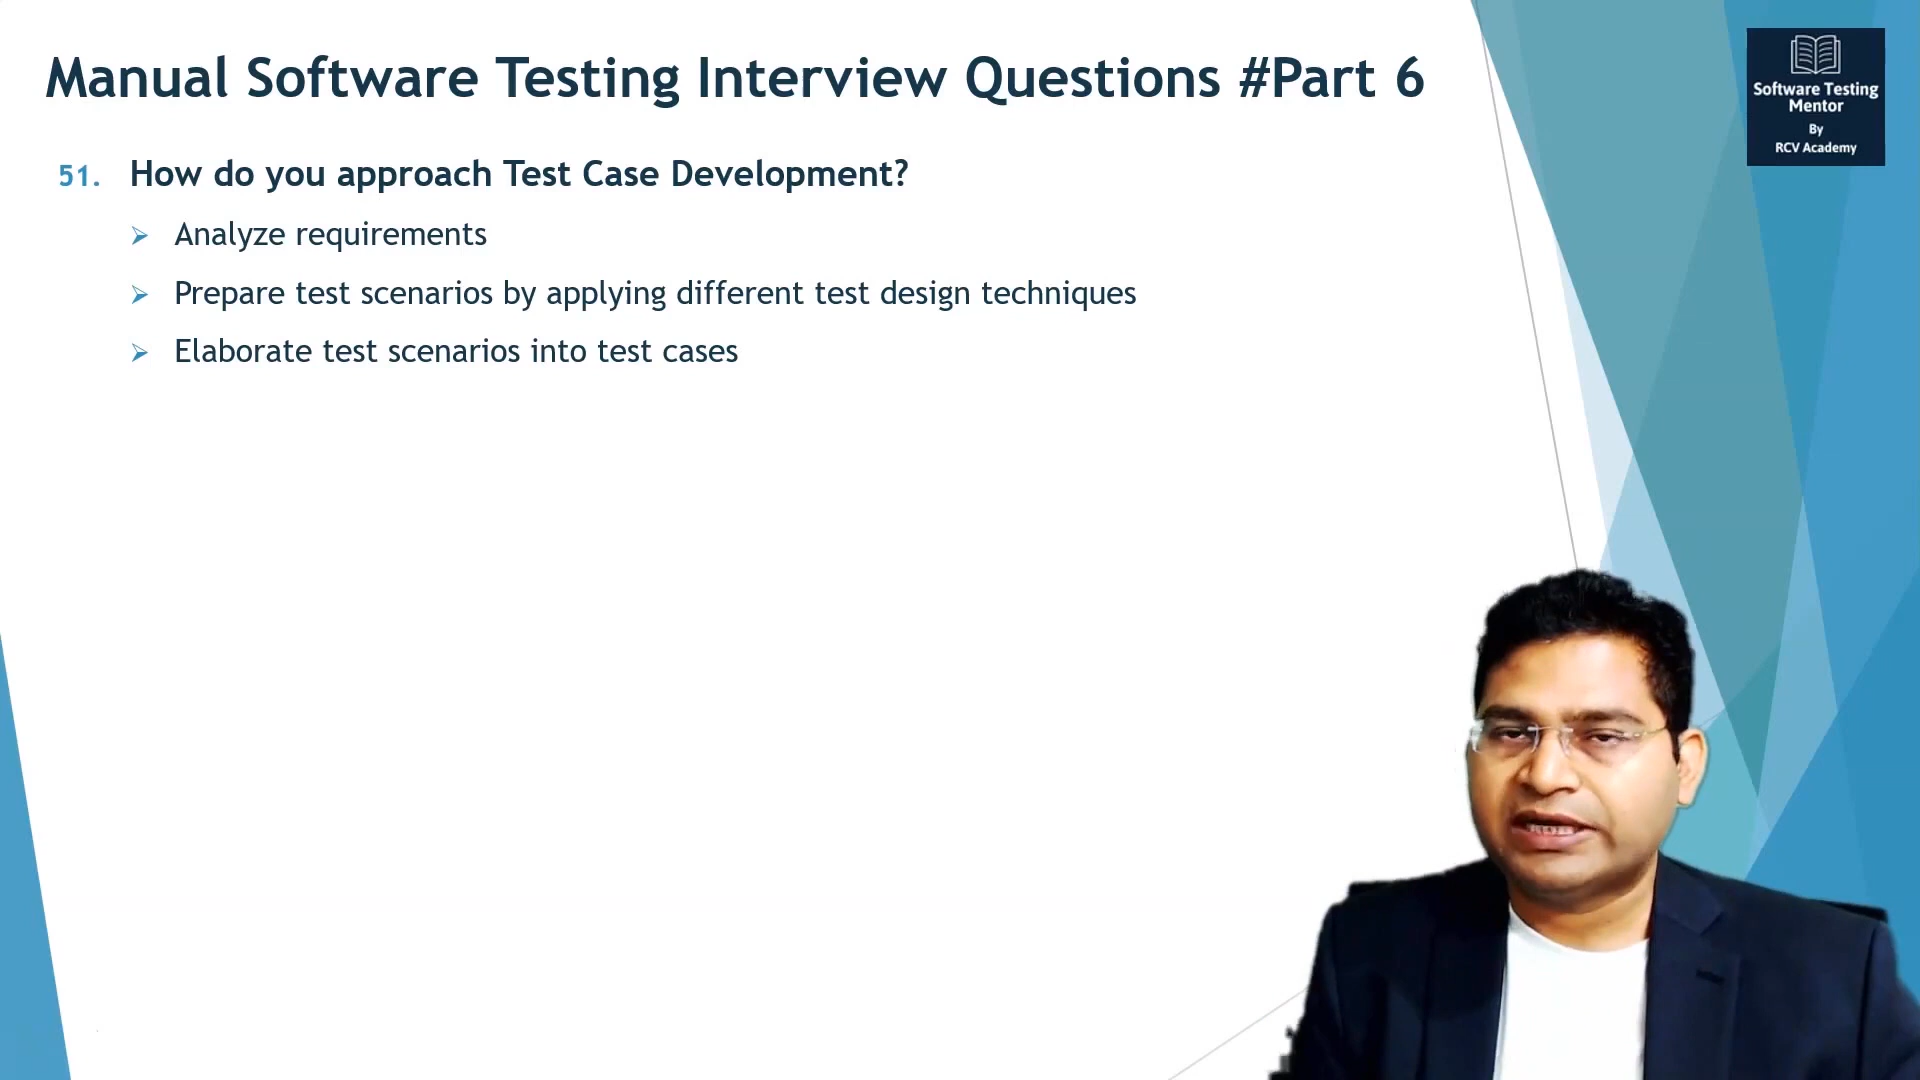 Manual Software Testing Interview Questions #Part 6
Software Testing
Mentor
By
RCV Academy
51. How do you approach Test Case Development?
Analyze requirements
Prepare test scenarios by applying different test design techniques
Elaborate test scenarios into test cases